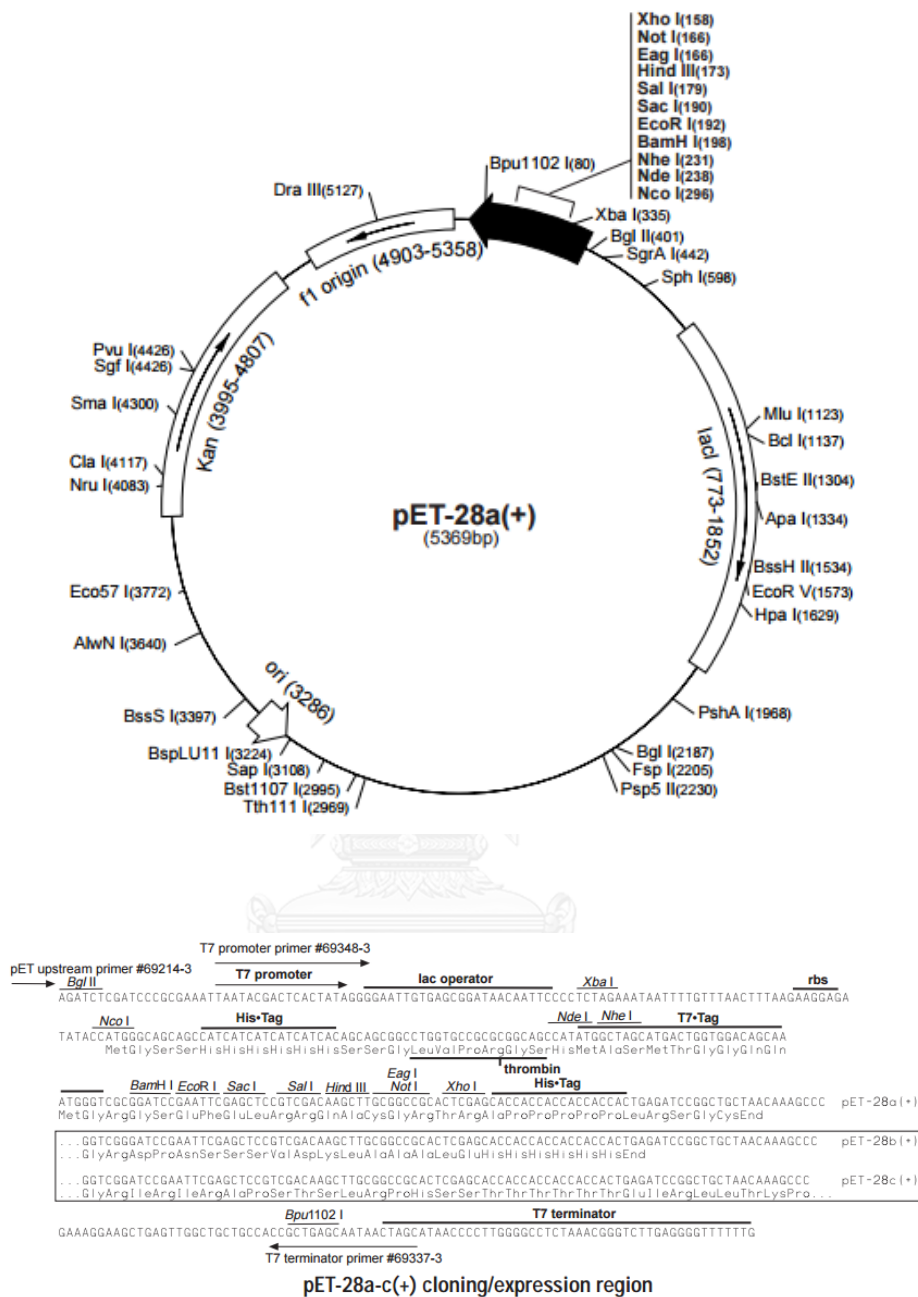 Xho I(158)
Not I(166)
Eag I(166)
Hind III(173)
Sal I(179)
Sac I(190)
EcoR I(192)
BamH I(198)
Nhe I(231)
Nde I(238)
Nco I(296)
Bpu1102 I(80)
Dra III(5127)
Xba I(335)
Bgl II(401)
SgrA I(442)
Sph I(598)
f1 origin (4903-5358)
Pvu I(4426)
Sgf I(4426)
Sma I(4300)
Kan (3995-4807)
Cla I(4117)
Nru I(4083)
Mlu I(1123)
Bcl I(1137)
lacI (773-1852)
BstE II(1304)
Apa I(1334)
pET-28a(+)
(5369bp)
BssH II(1534)
EcoR V(1573)
Hpa I(1629)
Eco57 I(3772)
AlwN I(3640)
ori (3286)
BssS I(3397)
PshA I(1968)
BspLU11 I(3224)
Sap I(3108)
Bst1107 I(2995)
Tth111 I(2969)
Bgl I(2187)
Fsp I(2205)
Psp5 II(2230)
T7 promoter primer #69348-3
pET upstream primer #69214-3
Bgl II T7 promoter lac operator Xba I rbs
AGATCTCGATCCCGCGAAATTAATACGACTCACTATAGGGGAATTGTGAGCGGATAACAATTCCCCTCTAGAAATAATTTTGTTTAACTTTAAGAAGGAGA
Nco I His•Tag Nde I Nhe I T7•Tag
TATACCATGGGCAGCAGCCATCATCATCATCATCACAGCAGCGGCCTGGTGCCGCGCGGCAGCCATATGGCTAGCATGACTGGTGGACAGCAA
MetGlySerSerHisHisHisHisHisHisSerSerGlyLeuValProArgGlySerHisMetAlaSerMetThrGlyGlyGlnGln
thrombin
BamH I EcoR I Sac I Sal I Hind III Eag I Not I Xho I His•Tag
ATGGGTCGCGGATCCGAATTCGAGCTCCGTCGACAAGCTTGCGGCCGCACTCGAGCACCACCACCACCACCACTGAGATCCGGCTGCTAACAAAGCCC pET-28a(+)
MetGlyArgGlySerGluPheGluLeuArgArgGlnAlaCysGlyArgThrArgAlaProProProProProLeuArgSerGlyCysEnd
...GGTCGGGATCCGAATTCGAGCTCCGTCGACAAGCTTGCGGCCGCACTCGAGCACCACCACCACCACCACTGAGATCCGGCTGCTAACAAAGCCC pET-28b(+)
...GlyArgAspProAsnSerSerSerValAspLysLeuAlaAlaAlaLeuGluHisHisHisHisHisHisEnd
...GGTCGGATCCGAATTCGAGCTCCGTCGACAAGCTTGCGGCCGCACTCGAGCACCACCACCACCACCACTGAGATCCGGCTGCTAACAAAGCCC pET-28c(+)
...GlyArgIleArgIleArgAlaProSerThrSerLeuArgProHisSerSerThrThrThrThrThrThrGluIleArgLeuLeuThrLysPro...
Bpu1102 I T7 terminator
GAAAGGAAGCTGAGTTGGCTGCTGCCACCGCTGAGCAATAACTAGCATAACCCCTTGGGGCCTCTAAACGGGTCTTGAGGGGTTTTTTG
T7 terminator primer #69337-3
pET-28a-c(+) cloning/expression region